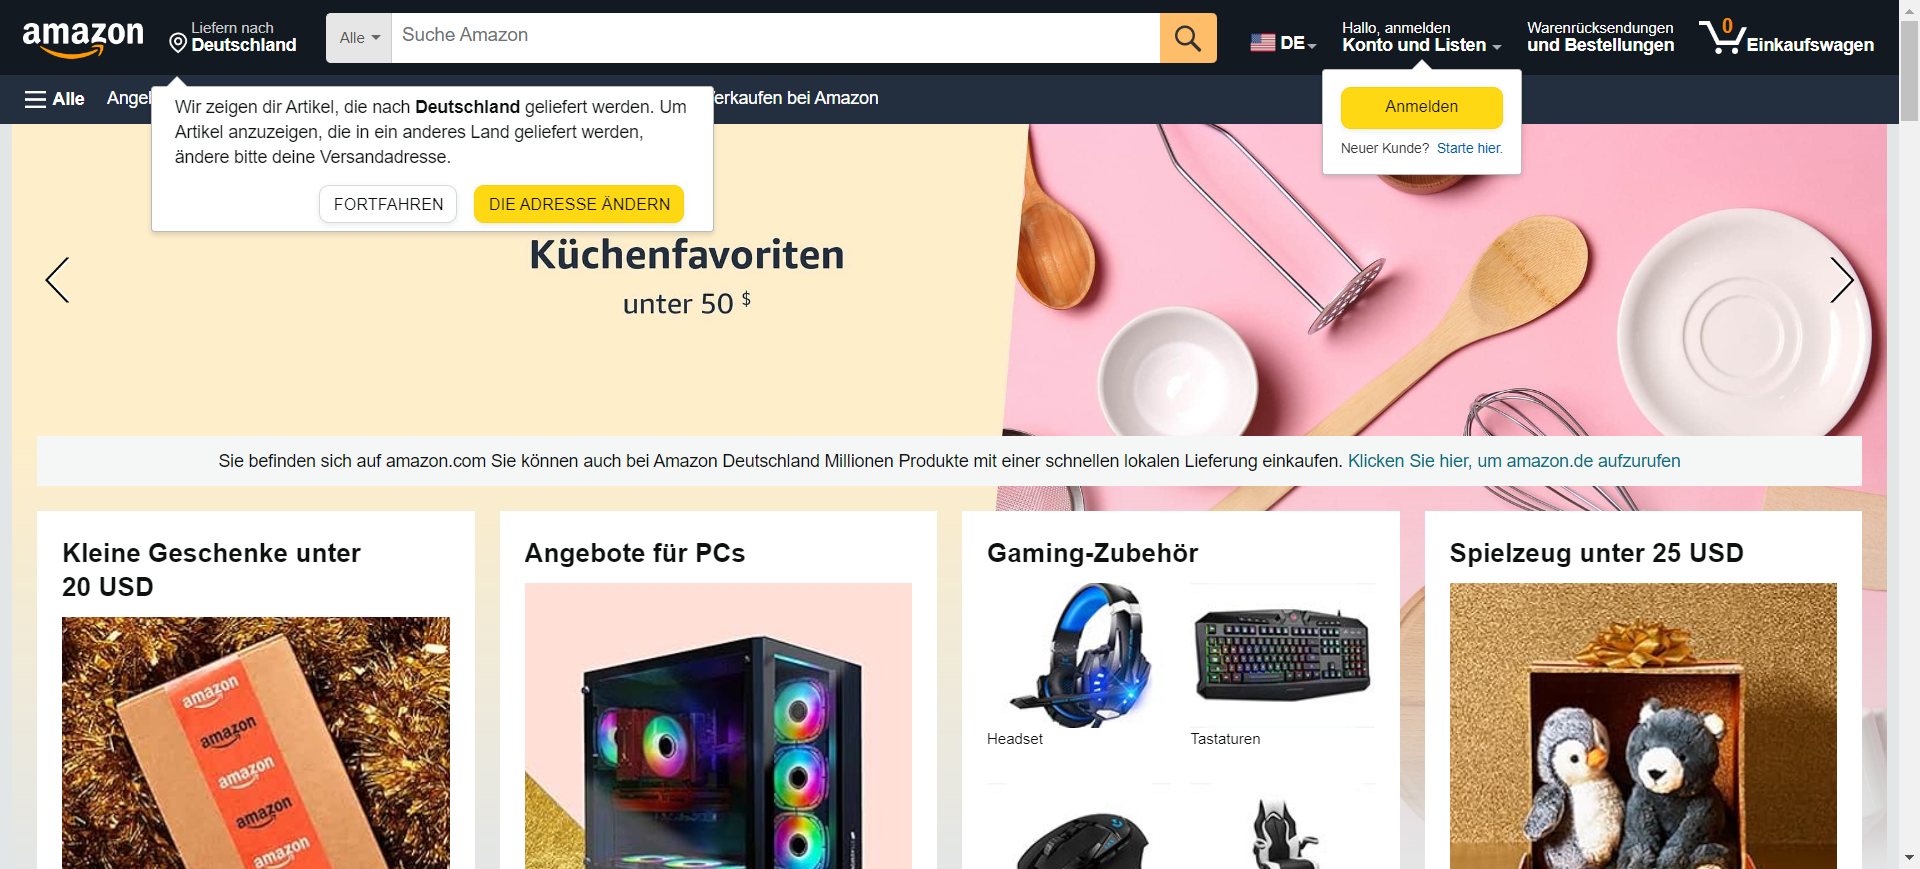 amazon
Liefern nach
Deutschland
Alle
Suche Amazon
DE
Hallo, anmelden
Konto und Listen
Warenrücksendungen
und Bestellungen
0
Einkaufswagen
Alle
erkaufen bei Amazon
Wir zeigen dir Artikel, die nach Deutschland geliefert werden. Um
Artikel anzuzeigen, die in ein anderes Land geliefert werden,
ändere bitte deine Versandadresse.
FORTFAHREN
DIE ADRESSE ÄNDERN
Anmelden
Neuer Kunde? Starte hier.
Küchenfavoriten
unter 50 $
Sie befinden sich auf amazon.com Sie können auch bei Amazon Deutschland Millionen Produkte mit einer schnellen lokalen Lieferung einkaufen. Klicken Sie hier, um amazon.de aufzurufen
Kleine Geschenke unter
20 USD
amazon
amazon
amazon
amazon
amazon
Angebote für PCs
Gaming-Zubehör
Headset
Tastaturen
Spielzeug unter 25 USD